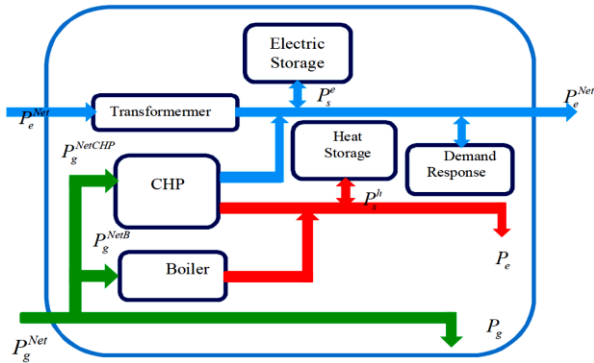 Electric
Storage
P_s^e
P_e^{Net}
Transformermer
P_e^{Net}
P_g^{NetCHP}
Heat
Storage
Demand
Response
CHP
P_s^h
P_g^{NetB}
Boiler
P_e
P_g^{Net}
P_g